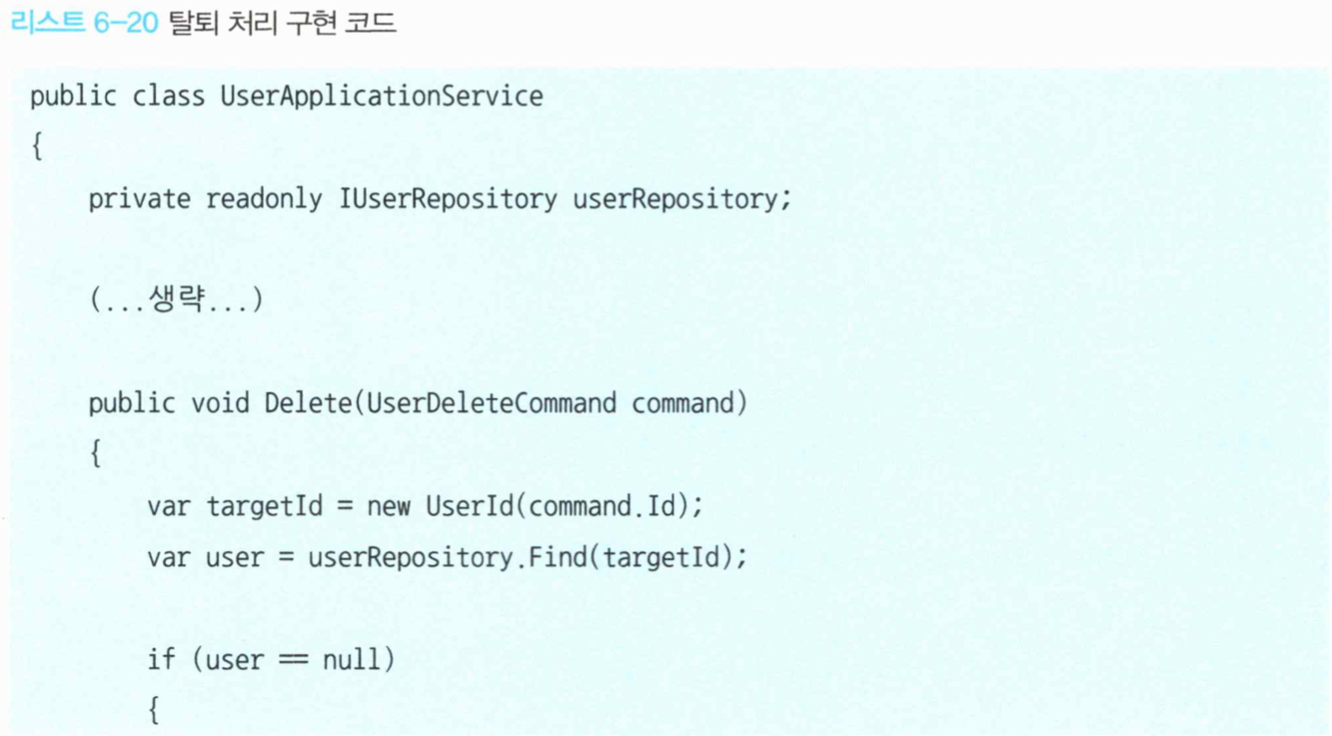 리스트 6-20 탈퇴 처리 구현 코드
public class UserApplicationService
{
    private readonly IUserRepository userRepository;
    (...생략...)
    public void Delete(UserDeleteCommand command)
    {
        var targetId = new UserId(command.Id);
        var user = userRepository.Find(targetId);
        if (user == null)
        {